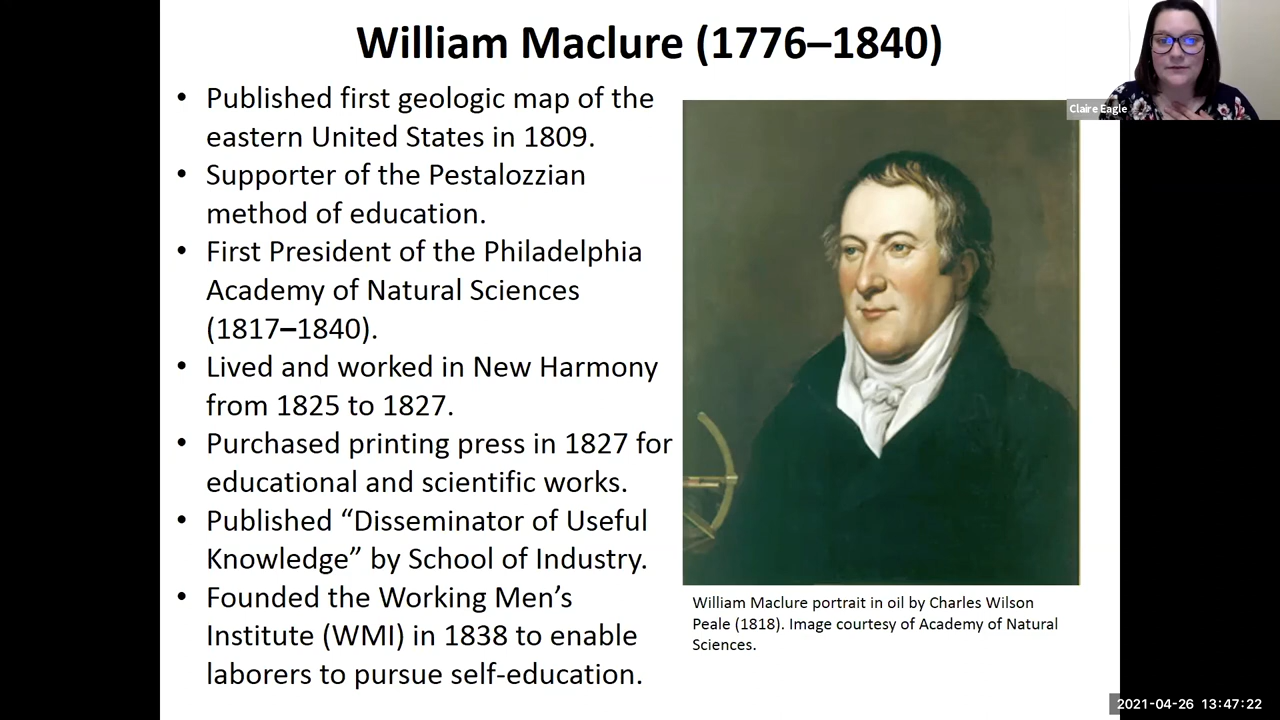 William Maclure (1776–1840)
• Published first geologic map of the
eastern United States in 1809.
• Supporter of the Pestalozzian
method of education.
• First President of the Philadelphia
Academy of Natural Sciences
(1817–1840).
• Lived and worked in New Harmony
from 1825 to 1827.
• Purchased printing press in 1827 for
educational and scientific works.
• Published “Disseminator of Useful
Knowledge” by School of Industry.
• Founded the Working Men’s
Institute (WMI) in 1838 to enable
laborers to pursue self-education.
William Maclure portrait in oil by Charles Wilson
Peale (1818). Image courtesy of Academy of Natural
Sciences.
Claire Eagle
2021-04-26 13:47:22